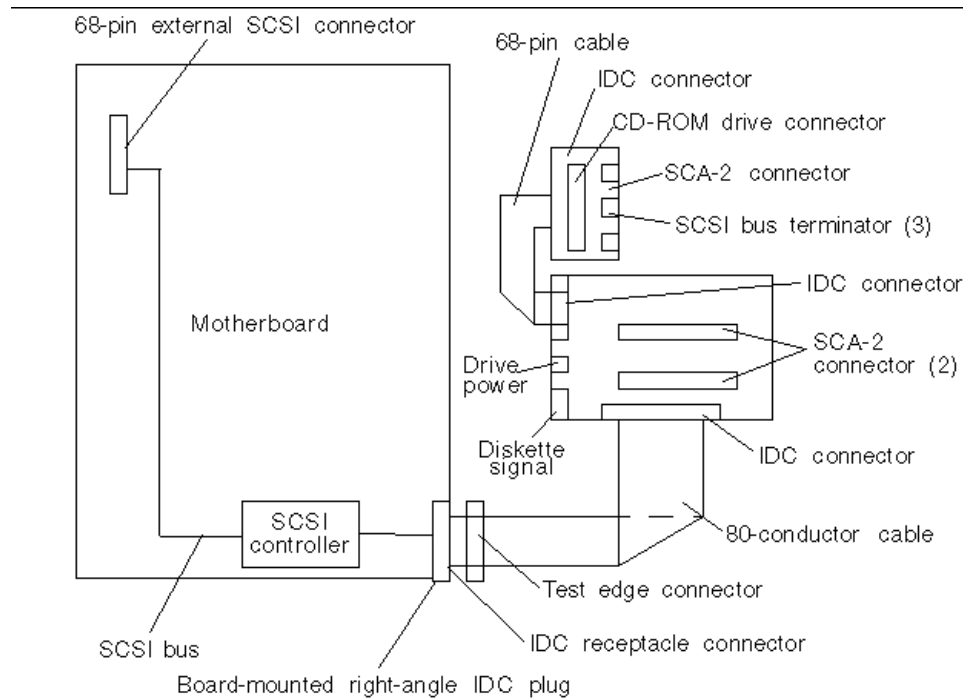 68-pin external SCSI connector
68-pin cable
IDC connector
CD-ROM drive connector
SCA-2 connector
SCSI bus terminator (3)
IDC connector
Motherboard
SCA-2
connector (2)
Drive
power
Diskette
signal
IDC connector
SCSI
controller
80-conductor cable
Test edge connector
IDC receptacle connector
SCSI bus
Board-mounted right-angle IDC plug